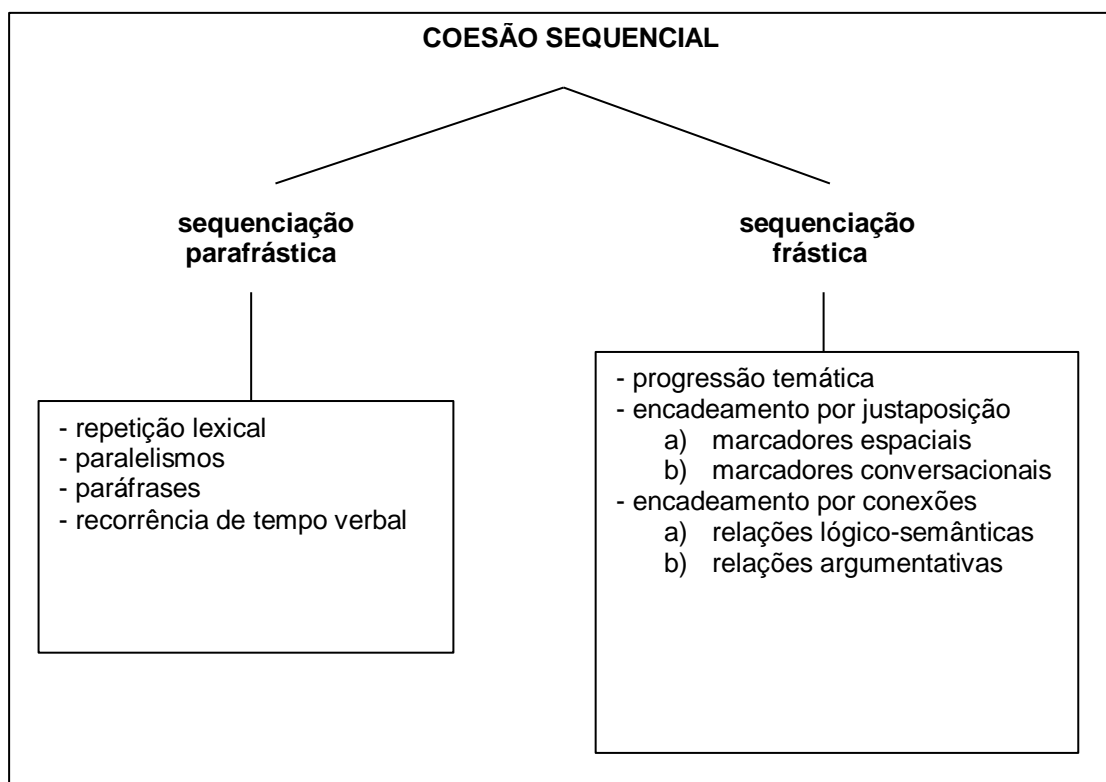 COESÃO SEQUENCIAL
sequenciação
parafrástica
sequenciação
frástica
- repetição lexical
- paralelismos
- paráfrases
- recorrência de tempo verbal
- progressão temática
- encadeamento por justaposição
a) marcadores espaciais
b) marcadores conversacionais
- encadeamento por conexões
a) relações lógico-semânticas
b) relações argumentativas